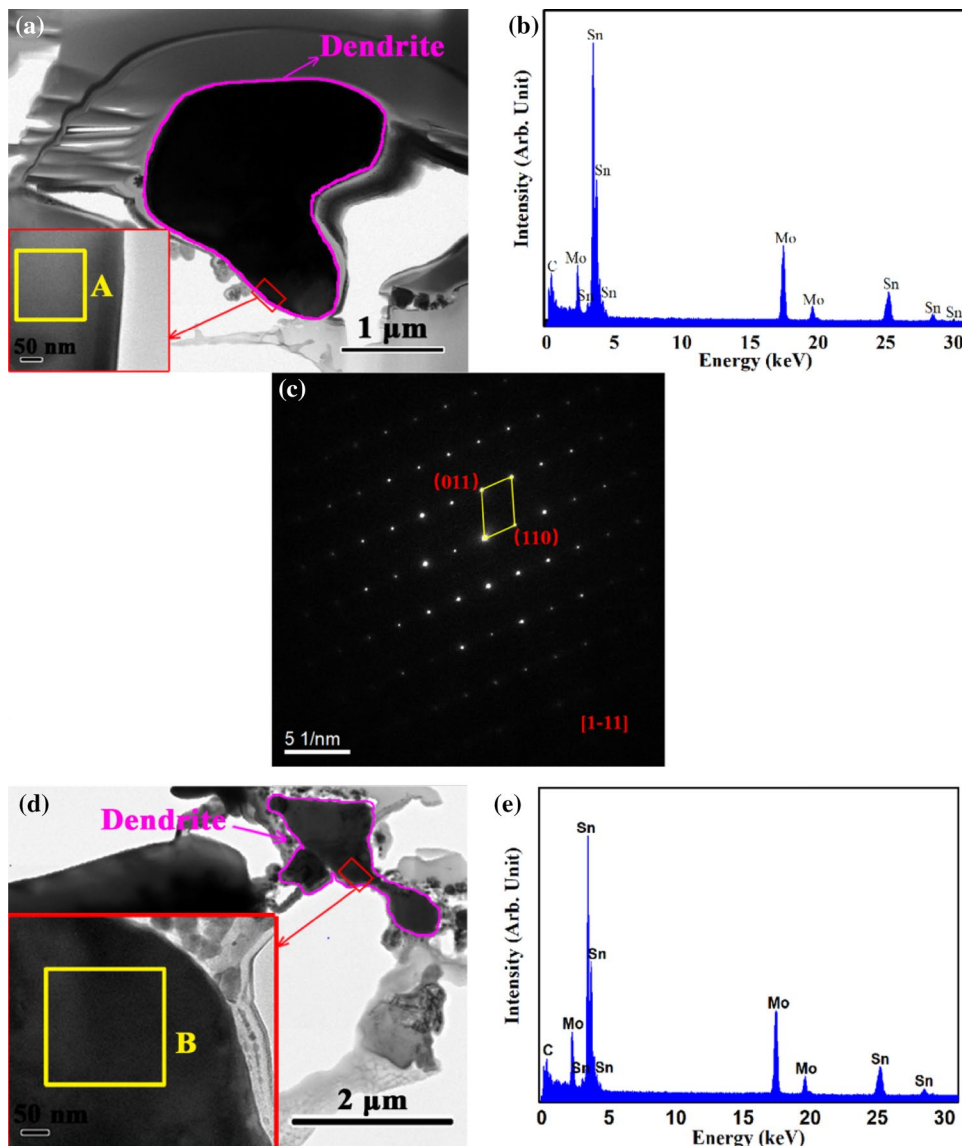 (a)
Dendrite
A
50 nm
1 μm
(b)
Intensity (Arb. Unit)
Sn
Sn
C
Mo
Sn
Sn
Mo
Mo
Sn
Sn
Sn
0 5 10 15 20 25 30
Energy (keV)
(c)
(011)
(110)
5 1/nm
[1-11]
(d)
Dendrite
B
50 nm
2 μm
(e)
Intensity (Arb. Unit)
Sn
Sn
Mo
C
Sn
Sn
Mo
Mo
Sn
Sn
0 5 10 15 20 25 30
Energy (keV)